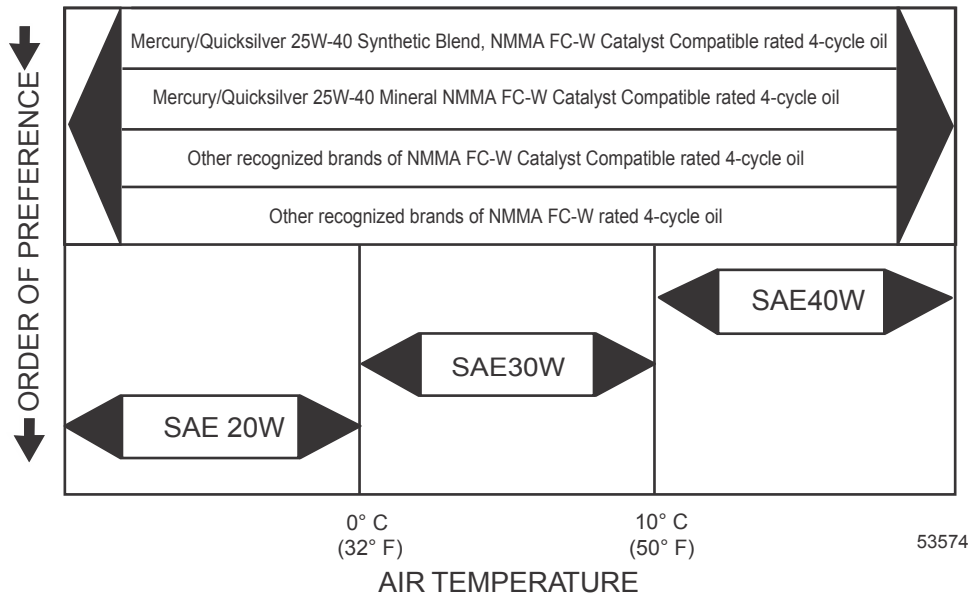 ORDER OF PREFERENCE
Mercury/Quicksilver 25W-40 Synthetic Blend, NMMA FC-W Catalyst Compatible rated 4-cycle oil
Mercury/Quicksilver 25W-40 Mineral NMMA FC-W Catalyst Compatible rated 4-cycle oil
Other recognized brands of NMMA FC-W Catalyst Compatible rated 4-cycle oil
Other recognized brands of NMMA FC-W rated 4-cycle oil
SAE40W
SAE30W
SAE 20W
0° C
(32° F)
10° C
(50° F)
53574
AIR TEMPERATURE